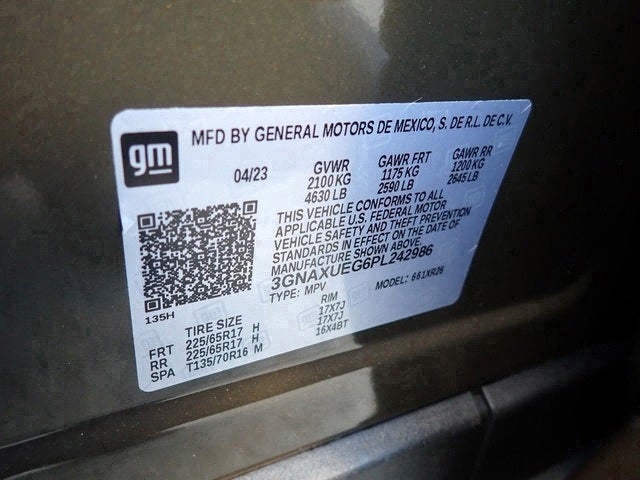 gm
MFD BY GENERAL MOTORS DE MEXICO, S. DE R.L. DE C.V.
04/23 GVWR GAWR FRT GAWR RR
2100 KG 1175 KG 1200 KG
4630 LB 2590 LB 2645 LB
THIS VEHICLE CONFORMS TO ALL
APPLICABLE U.S. FEDERAL MOTOR
VEHICLE SAFETY AND THEFT PREVENTION
STANDARDS IN EFFECT ON THE DATE OF
MANUFACTURE SHOWN ABOVE.
3GNAXUEG6PL242986
TYPE: MPV MODEL: 661XR26
135H
TIRE SIZE RIM
FRT 225/65R17 H 17X7J
RR 225/65R17 H 17X7J
SPA T135/70R16 M 16X4BT